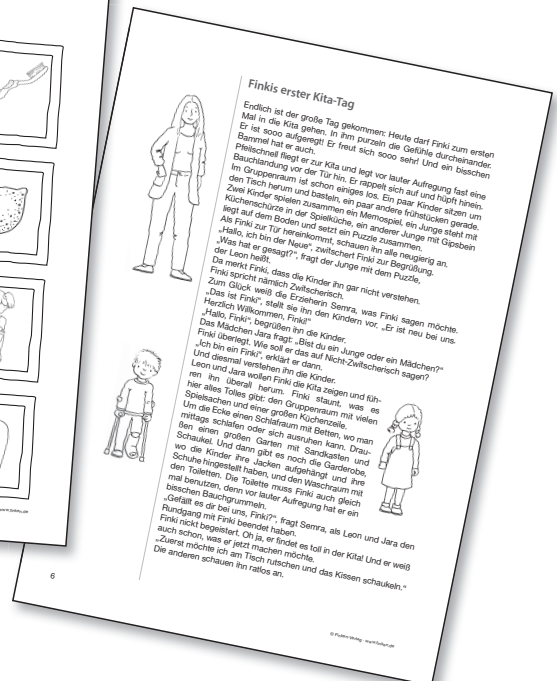 Finkis erster Kita-Tag
Endlich ist der große Tag gekommen: Heute darf Finki zum ersten
Mal in die Kita gehen. In ihm purzeln die Gefühle durcheinander.
Er ist sooo aufgeregt! Er freut sich sooo sehr! Und ein bisschen
Bammel hat er auch.
Pfeilschnell fliegt er zur Kita und legt vor lauter Aufregung fast eine
Bauchlandung vor der Tür hin. Er rappelt sich auf und hüpft hinein.
Im Gruppenraum ist schon einiges los. Ein paar Kinder sitzen um
den Tisch herum und basteln, ein paar andere frühstücken gerade.
Zwei Kinder spielen zusammen ein Memospiel, ein Junge steht mit
Küchenschürze in der Spielküche, ein anderer Junge mit Gipsbein
liegt auf dem Boden und setzt ein Puzzle zusammen.
Als Finki zur Tür hereinkommt, schauen ihn alle neugierig an.
„Hallo, ich bin der Neue“, zwitschert Finki zur Begrüßung.
„Was hat er gesagt?“, fragt der Junge mit dem Puzzle,
der Leon heißt.
Da merkt Finki, dass die Kinder ihn gar nicht verstehen.
Finki spricht nämlich Zwitscherisch.
Zum Glück weiß die Erzieherin Semra, was Finki sagen möchte.
„Das ist Finki“, stellt sie ihn den Kindern vor. „Er ist neu bei uns.
Herzlich Willkommen, Finki!“
„Hallo, Finki“, begrüßen ihn die Kinder.
Das Mädchen Jara fragt: „Bist du ein Junge oder ein Mädchen?“
Finki überlegt. Wie soll er das auf Nicht-Zwitscherisch sagen?
„Ich bin ein Finki“, erklärt er dann.
Und diesmal verstehen ihn die Kinder.
Leon und Jara wollen Finki die Kita zeigen und füh-
ren ihn überall herum. Finki staunt, was es
hier alles Tolles gibt: den Gruppenraum mit vielen
Spielsachen und einer großen Küchenzeile.
Um die Ecke einen Schlafraum mit Betten, wo man
mittags schlafen oder sich ausruhen kann. Drau-
ßen einen großen Garten mit Sandkasten und
Schaukel. Und dann gibt es noch die Garderobe,
wo die Kinder ihre Jacken aufgehängt und ihre
Schuhe hingestellt haben, und den Waschraum mit
den Toiletten. Die Toilette muss Finki auch gleich
mal benutzen, denn vor lauter Aufregung hat er ein
bisschen Bauchgrummeln.
„Gefällt es dir bei uns, Finki?“, fragt Semra, als Leon und Jara den
Rundgang mit Finki beendet haben.
Finki nickt begeistert. Oh ja, er findet es toll in der Kita! Und er weiß
auch schon, was er jetzt machen möchte.
„Zuerst möchte ich am Tisch rutschen und das Kissen schaukeln.“
Die anderen schauen ihn ratlos an.
6